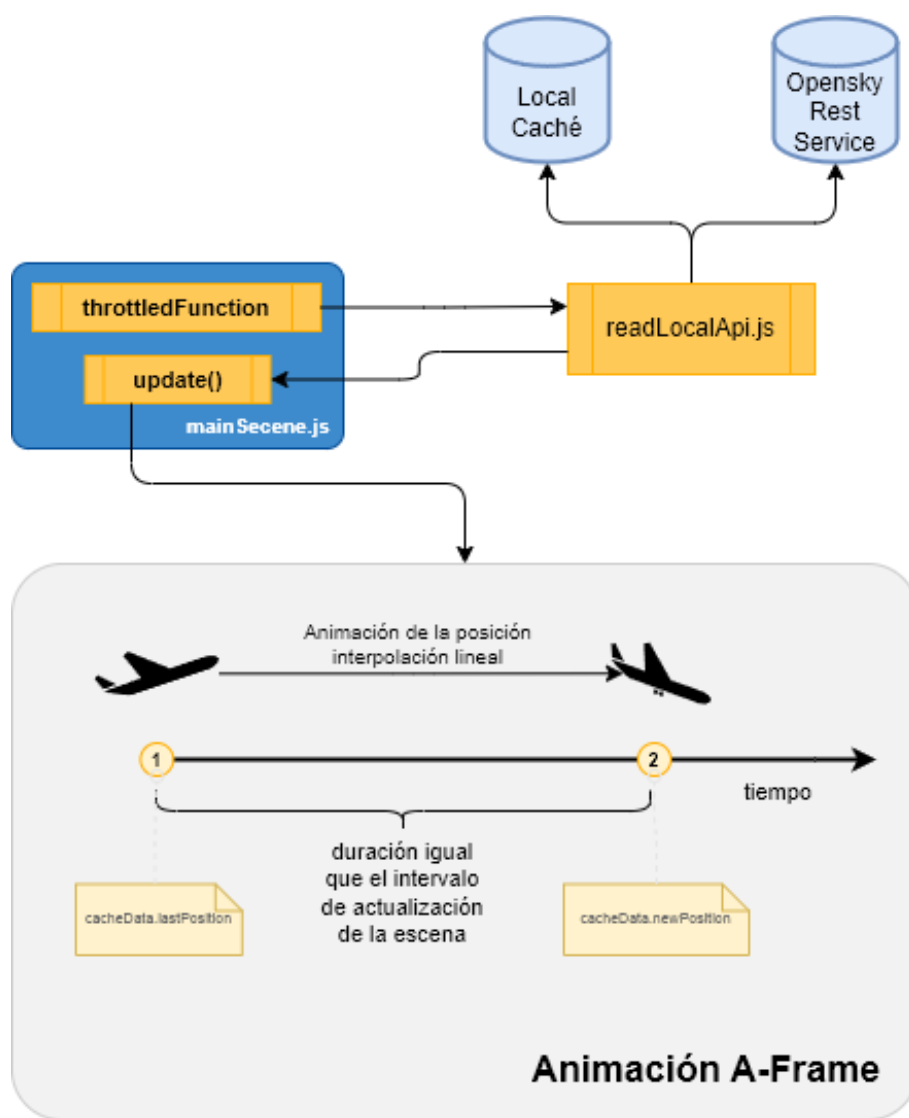 Local
Caché
Opensky
Rest
Service
throttledFunction
readLocalApi.js
update()
mainSecene.js
Animación de la posición
interpolación lineal
1
2
tiempo
duración igual
que el intervalo
de actualización
de la escena
cacheData.lastPosition
cacheData.newPosition
Animación A-Frame